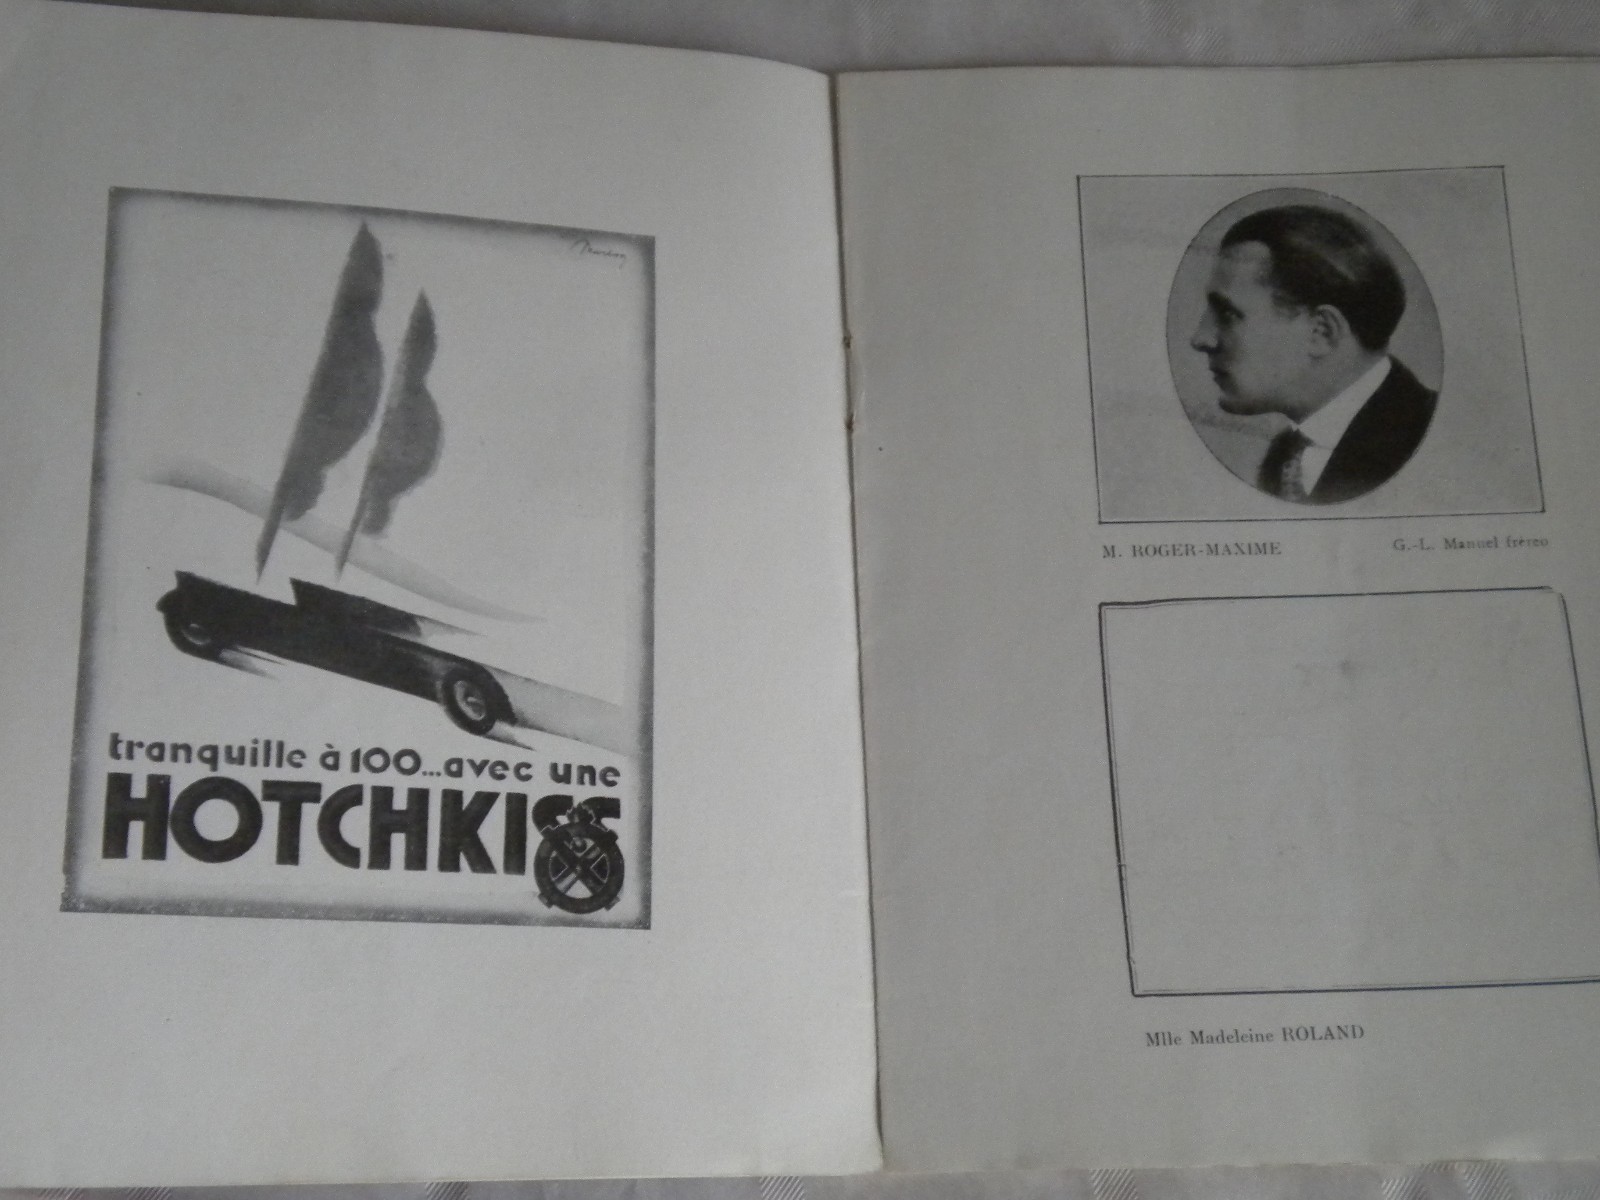 tranquille à 100...avec une
HOTCHKISS
M. ROGER-MAXIME
G.-L. Manuel frères
Mlle Madeleine ROLAND